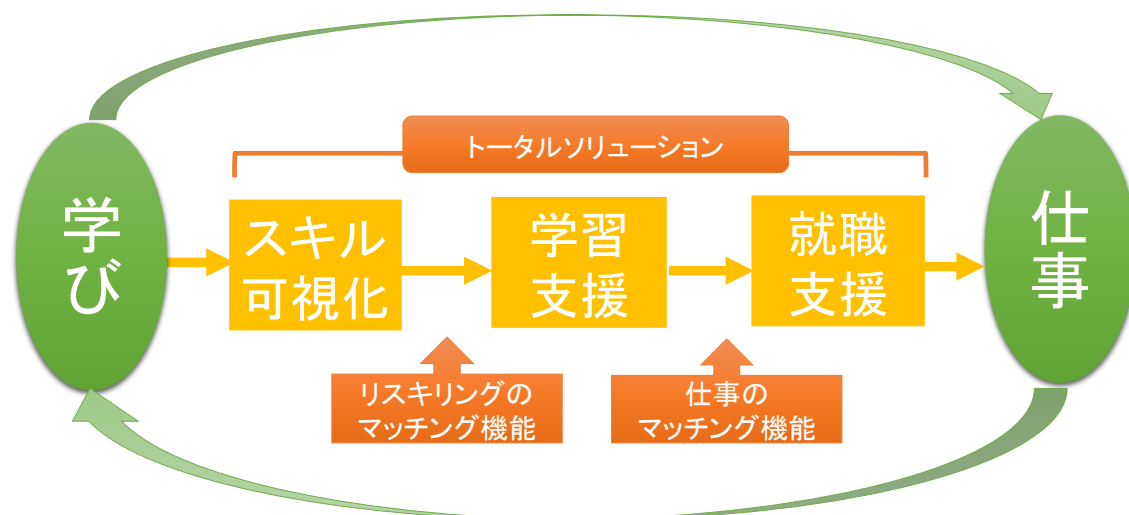 トータルソリューション
学
び
スキル
可視化
学習
支援
就職
支援
仕
事
リスキリングの
マッチング機能
仕事の
マッチング機能